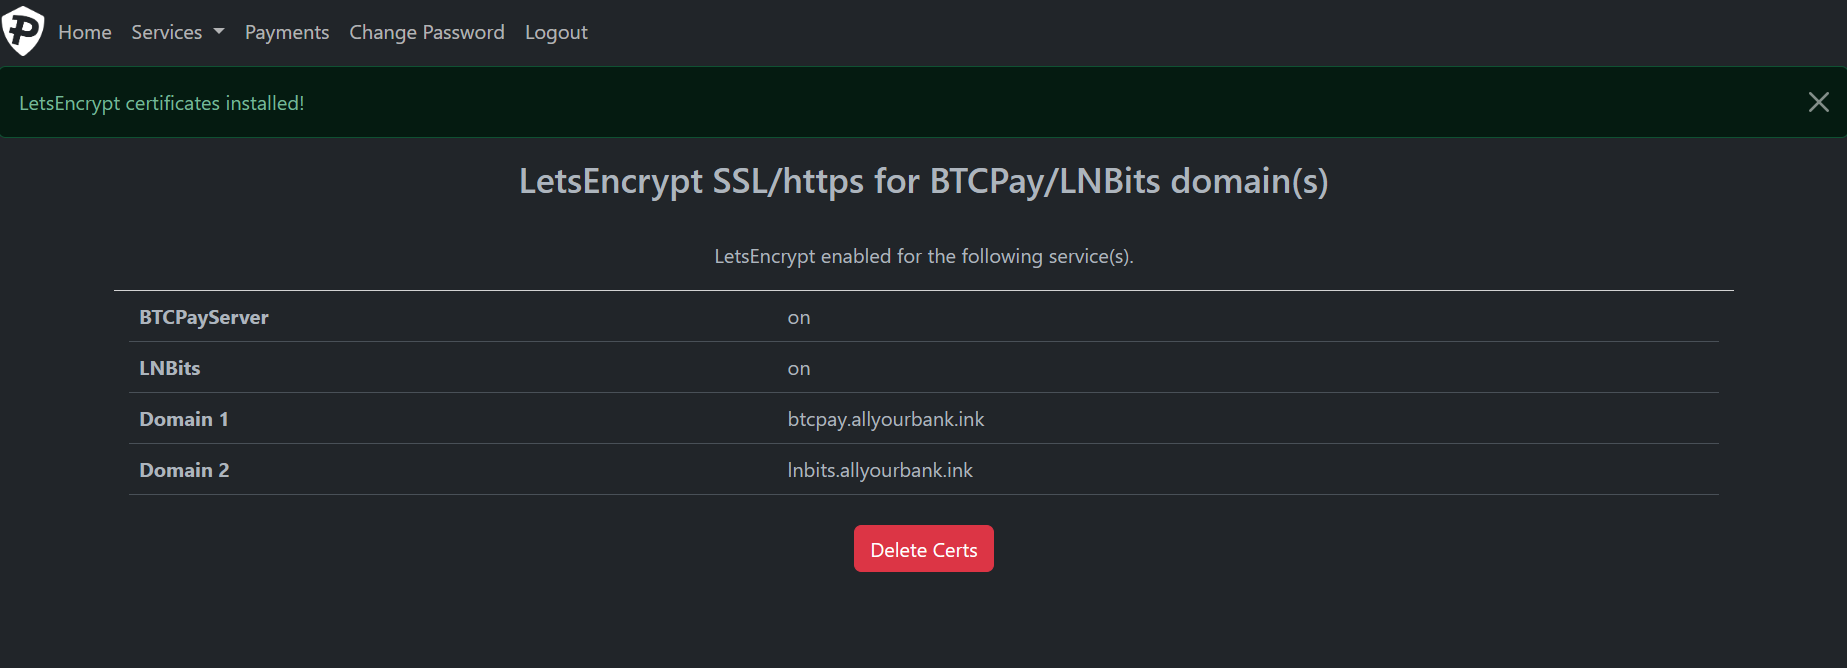 Home Services Payments Change Password Logout
LetsEncrypt certificates installed!
LetsEncrypt SSL/https for BTCPay/LNBits domain(s)
LetsEncrypt enabled for the following service(s).
BTCPayServer on
LNBits on
Domain 1 btcpay.allyourbank.ink
Domain 2 lnbits.allyourbank.ink
Delete Certs